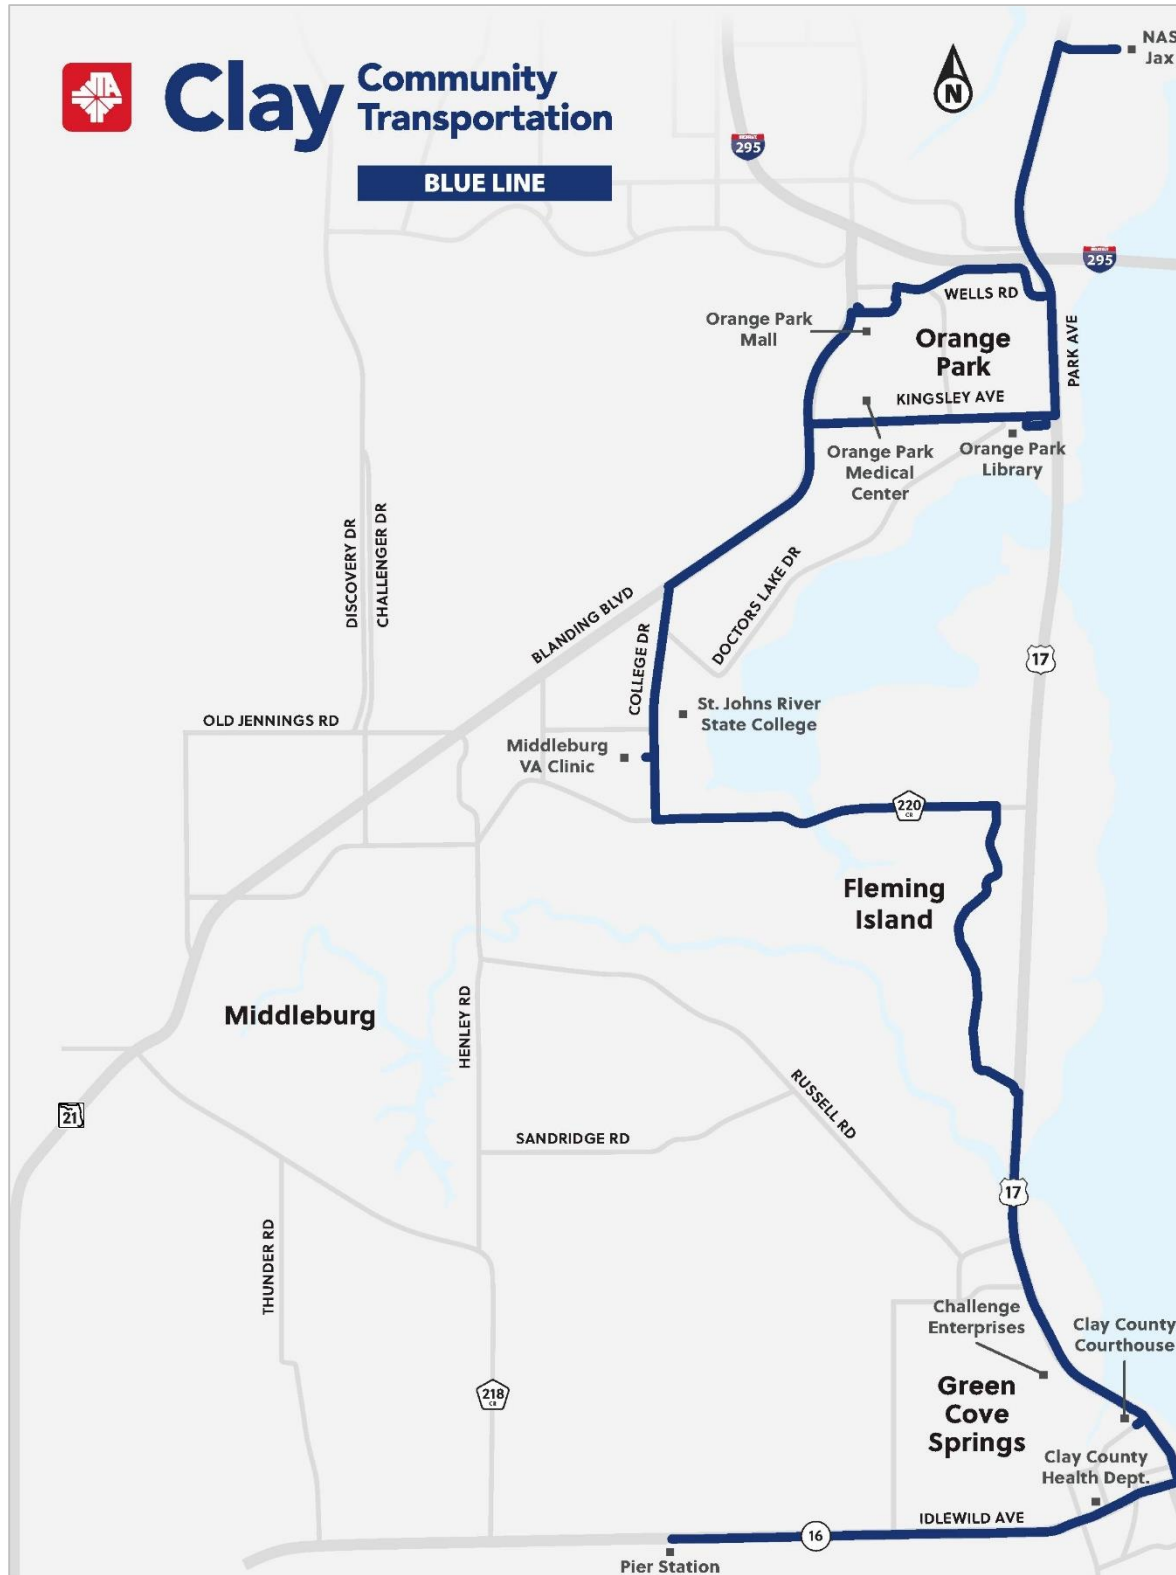 JTA
Clay Community
Transportation
BLUE LINE
N
NAS
Jax
295
295
WELLS RD
Orange Park
Mall
Orange
Park
PARK AVE
KINGSLEY AVE
Orange Park
Medical
Center
Orange Park
Library
DISCOVERY DR
CHALLENGER DR
BLANDING BLVD
COLLEGE DR
DOCTORS LAKE DR
17
OLD JENNINGS RD
St. Johns River
State College
Middleburg
VA Clinic
220
CR
Fleming
Island
Middleburg
HENLEY RD
21
RUSSELL RD
SANDRIDGE RD
17
THUNDER RD
Challenge
Enterprises
Clay County
Courthouse
218
CR
Green
Cove
Springs
Clay County
Health Dept.
IDLEWILD AVE
16
Pier Station